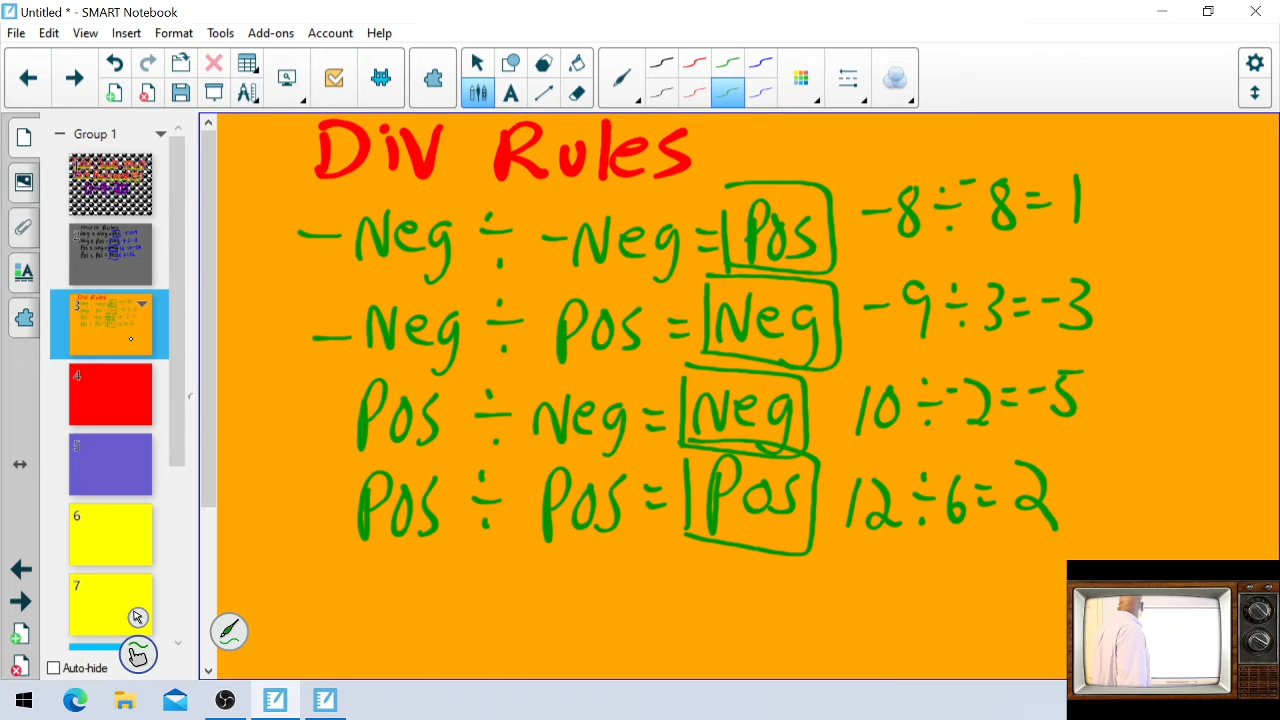 Untitled * - SMART Notebook
File Edit View Insert Format Tools Add-ons Account Help
Group 1
Div Rules
-Neg ÷ -Neg = Pos -8 ÷ -8 = 1
-Neg ÷ Pos = Neg -9 ÷ 3 = -3
Pos ÷ Neg = Neg 10 ÷ -2 = -5
Pos ÷ Pos = Pos 12 ÷ 6 = 2
2
3
4
5
6
7
Auto-hide